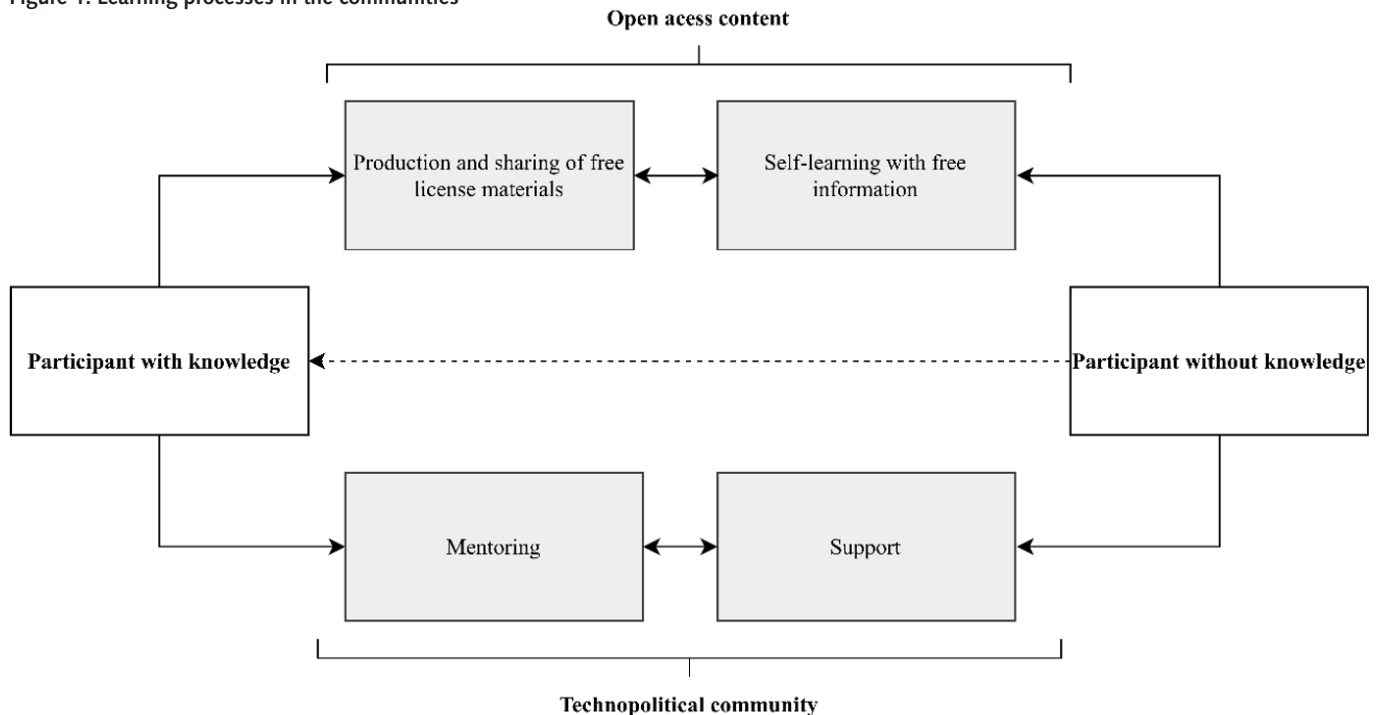 Figure 1. Learning processes in the communities
Open acess content
Production and sharing of free
license materials
Self-learning with free
information
Participant with knowledge
Participant without knowledge
Mentoring
Support
Technopolitical community